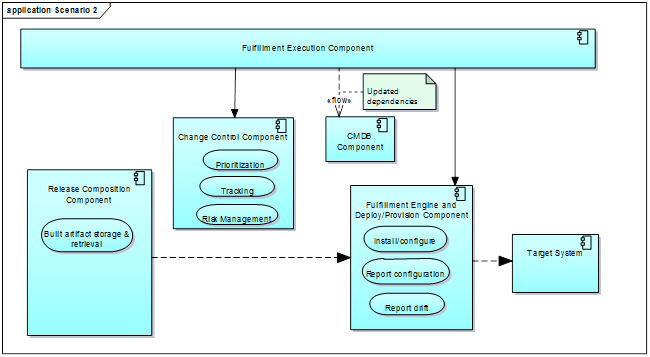 application Scenario 2
Fulfillment Execution Component
Updated
dependencies
«flow»
Change Control Component
Prioritization
Tracking
Risk Management
CMDB
Component
Release Composition
Component
Built artifact storage &
retrieval
Fulfillment Engine and
Deploy/Provision Component
Install/configure
Report configuration
Report drift
Target System